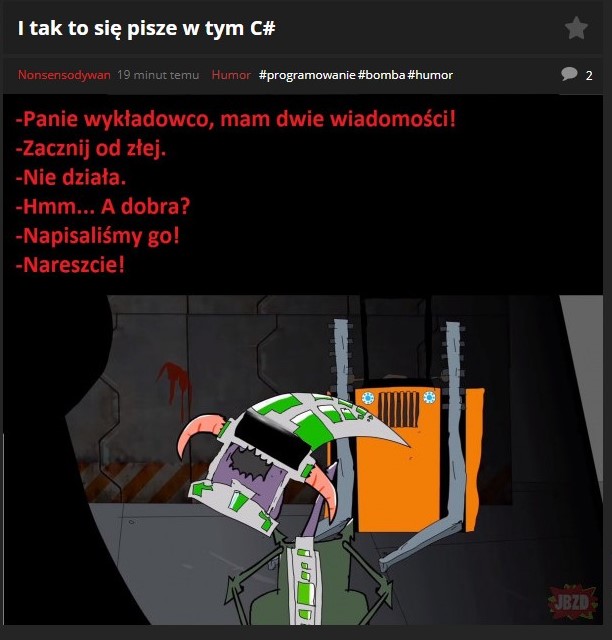 I tak to się pisze w tym C#
Nonsensodywan 19 minut temu Humor #programowanie #bomba #humor 2
-Panie wykładowco, mam dwie wiadomości!
-Zacznij od złej.
-Nie działa.
-Hmm... A dobra?
-Napisaliśmy go!
-Nareszcie!
JBZD